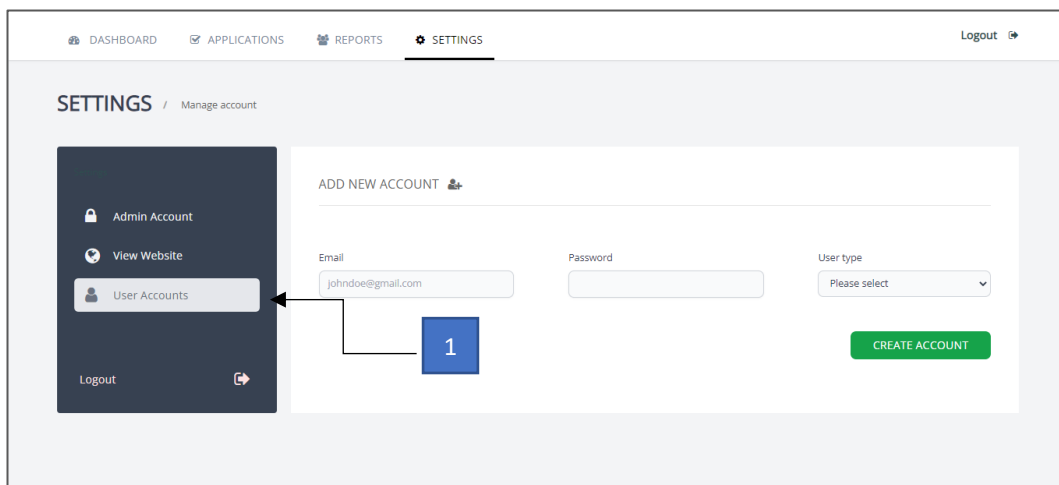 DASHBOARD APPLICATIONS REPORTS SETTINGS Logout
SETTINGS / Manage account
ADD NEW ACCOUNT
Admin Account
View Website
User Accounts
Logout
Email Password User type
johndoe@gmail.com Please select
1
CREATE ACCOUNT